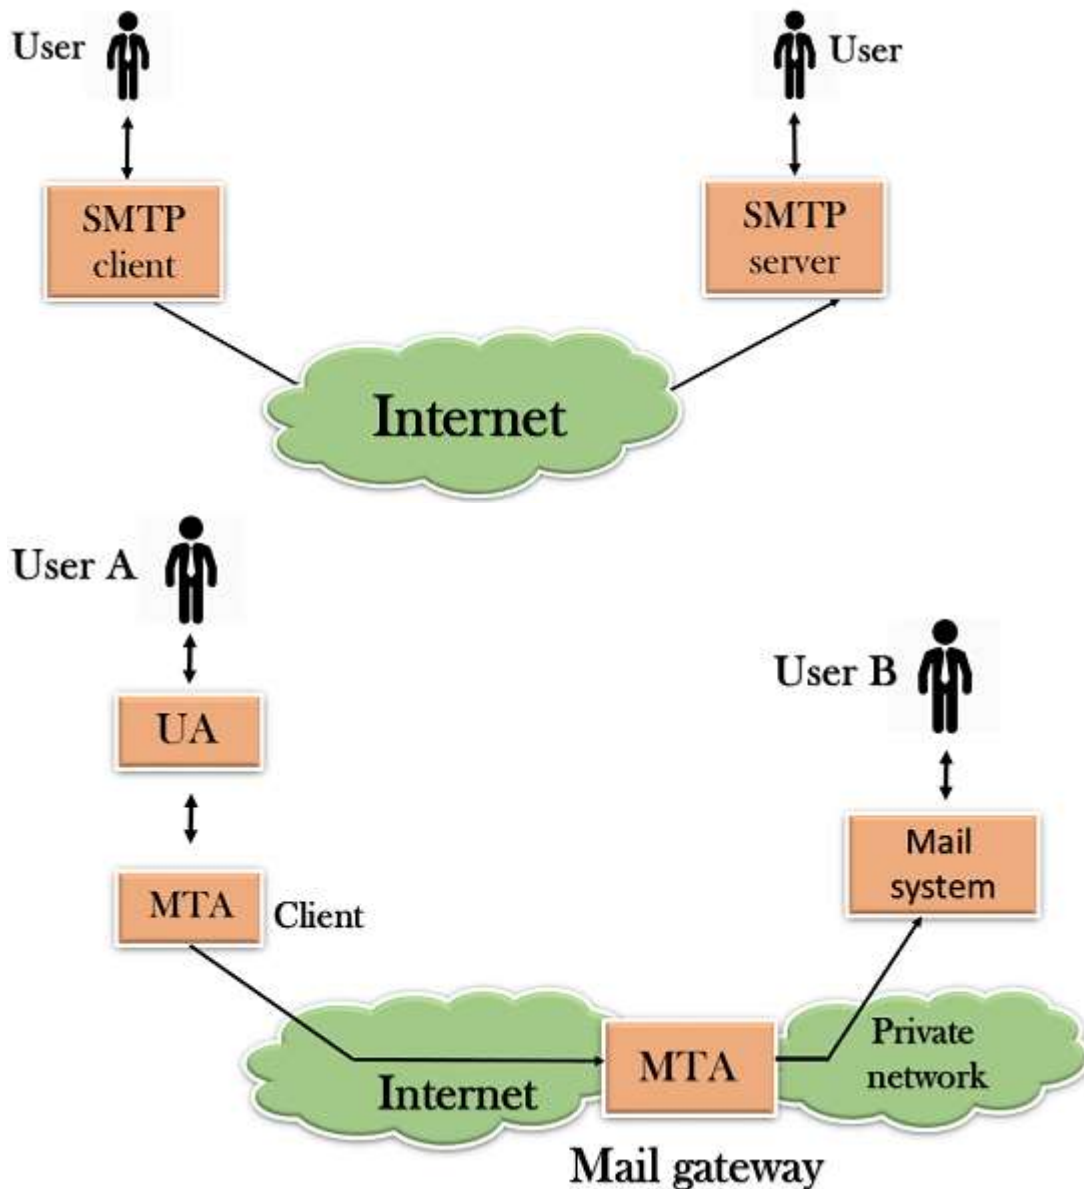 User
User
SMTP
client
SMTP
server
Internet
User A
User B
UA
Mail
system
MTA
Client
Private
network
MTA
Internet
Mail gateway